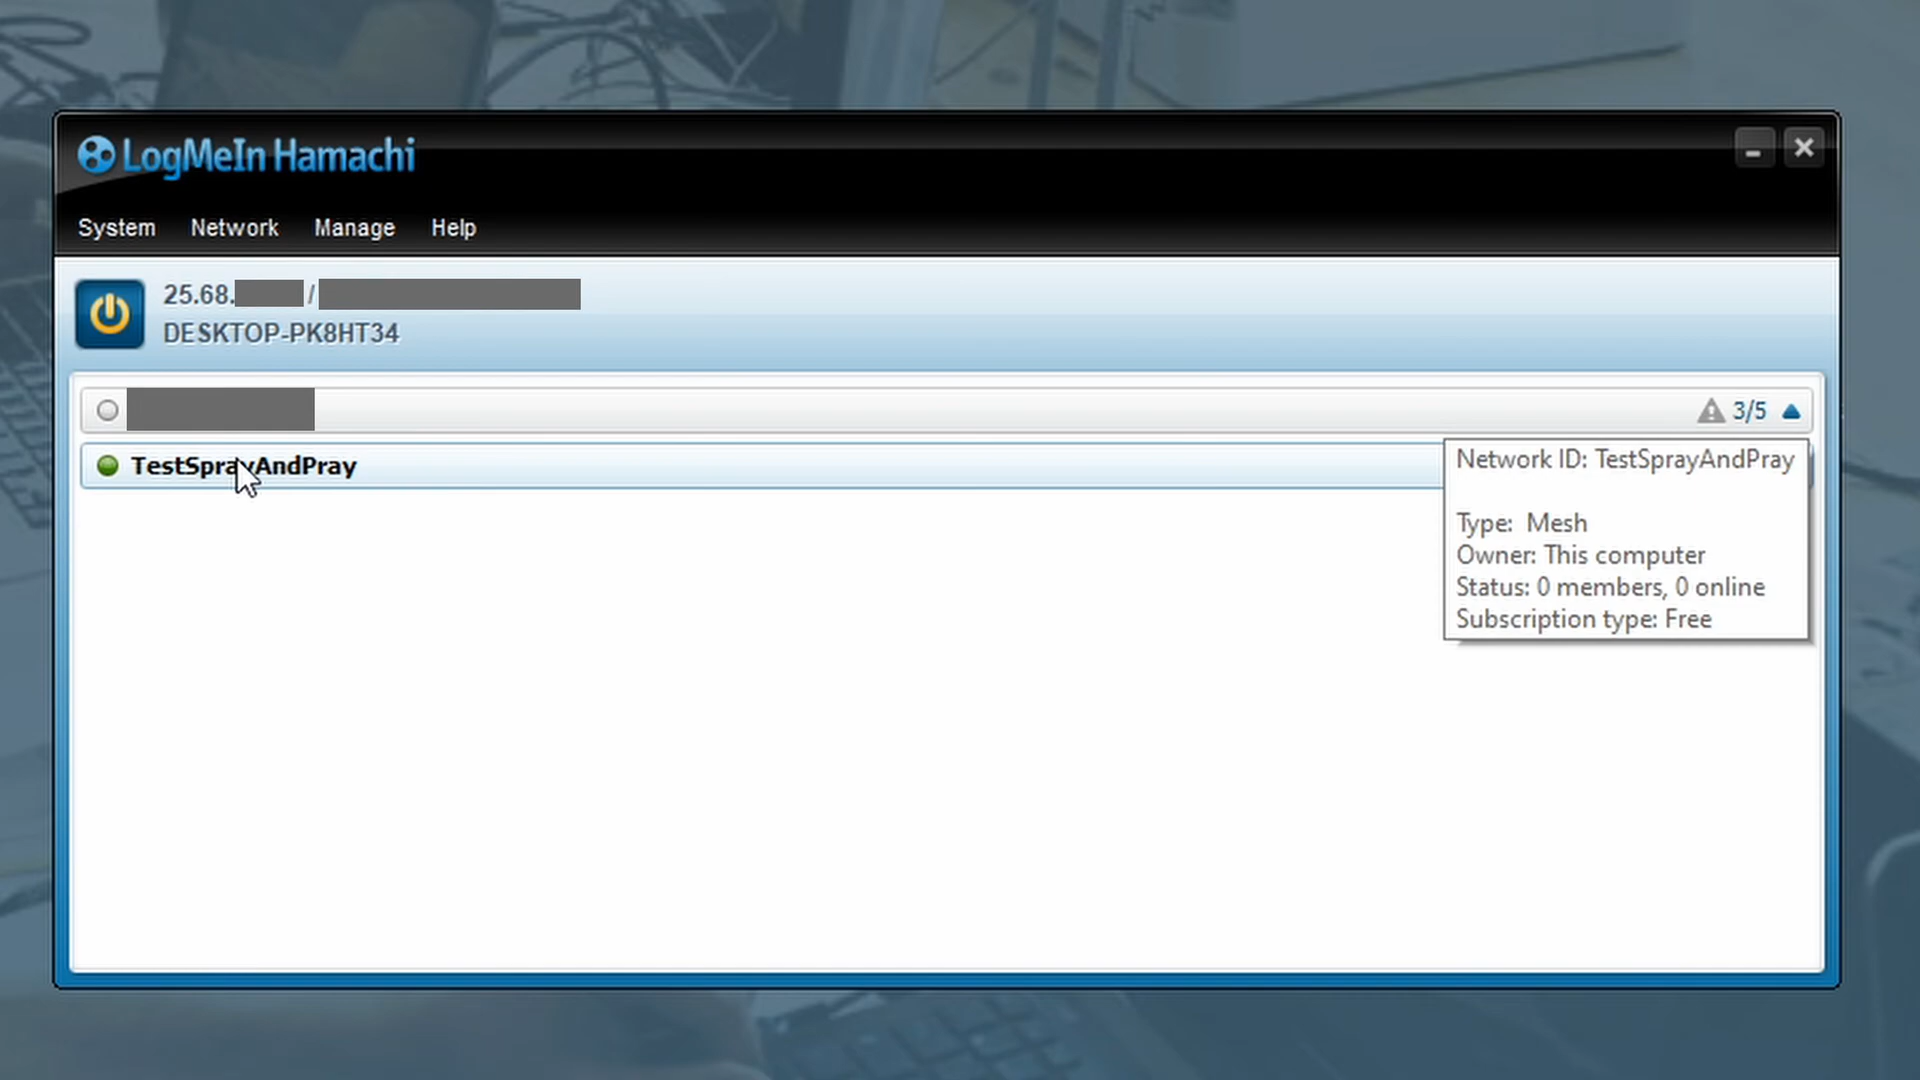 LogMeIn Hamachi
System Network Manage Help
25.68. /
DESKTOP-PK8HT34
3/5
TestSprayAndPray
Network ID: TestSprayAndPray
Type: Mesh
Owner: This computer
Status: 0 members, 0 online
Subscription type: Free